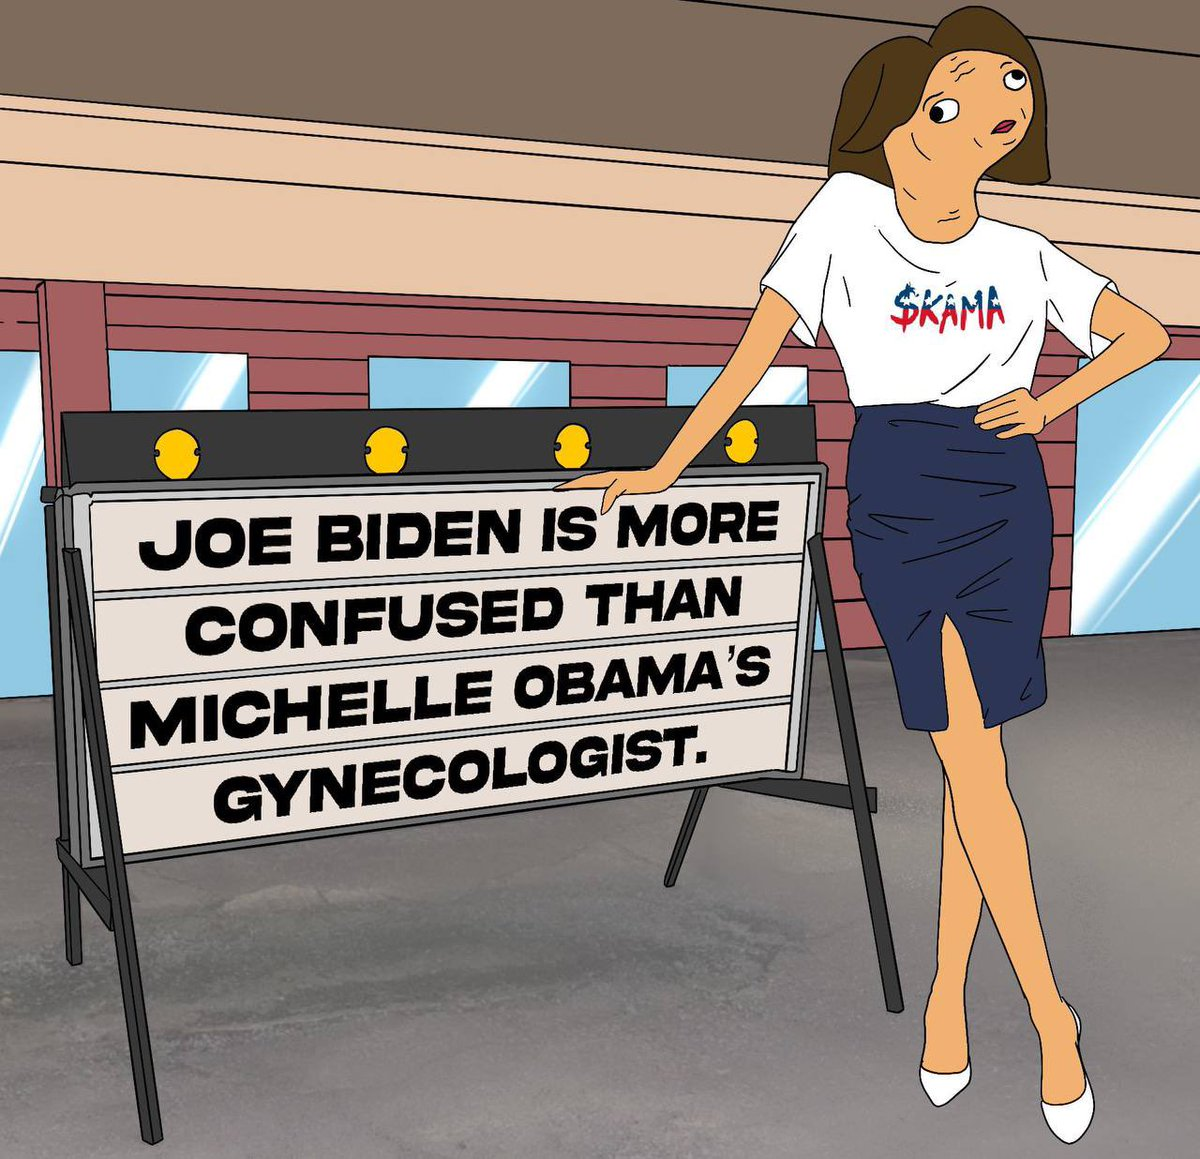 $KAMA
JOE BIDEN IS MORE
CONFUSED THAN
MICHELLE OBAMA'S
GYNECOLOGIST.